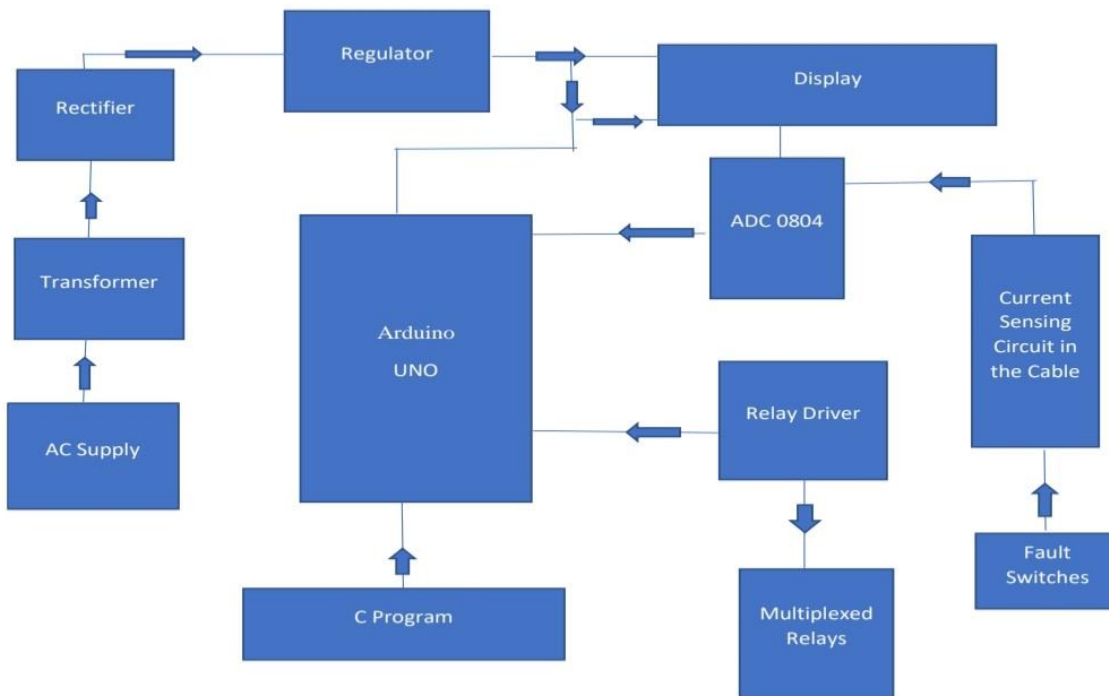 Regulator
Display
Rectifier
ADC 0804
Transformer
Current
Sensing
Circuit in
the Cable
Arduino
UNO
Relay Driver
AC Supply
Fault
Switches
C Program
Multiplexed
Relays